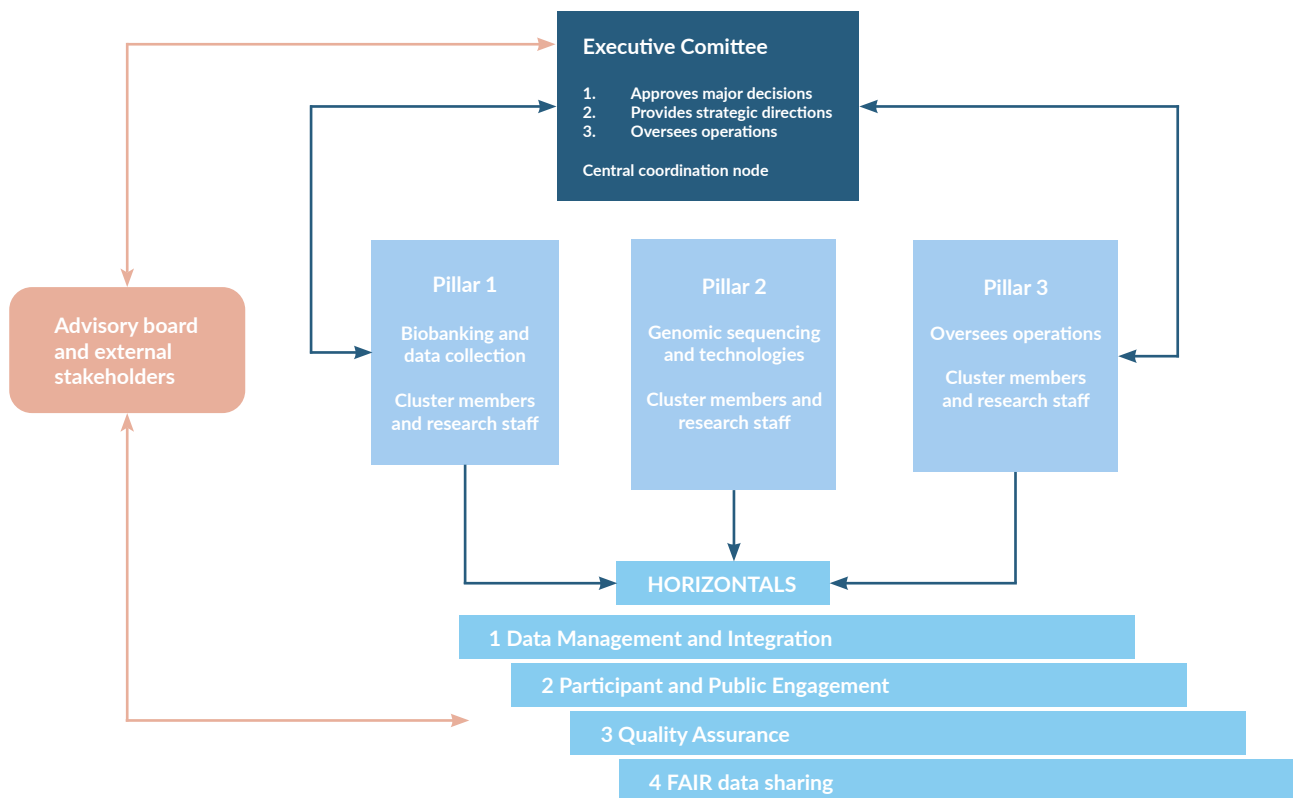 Executive Comittee
1. Approves major decisions
2. Provides strategic directions
3. Oversees operations
Central coordination node
Advisory board
and external
stakeholders
Pillar 1
Biobanking and
data collection
Cluster members
and research staff
Pillar 2
Genomic sequencing
and technologies
Cluster members and
research staff
Pillar 3
Oversees operations
Cluster members
and research staff
HORIZONTALS
1 Data Management and Integration
2 Participant and Public Engagement
3 Quality Assurance
4 FAIR data sharing